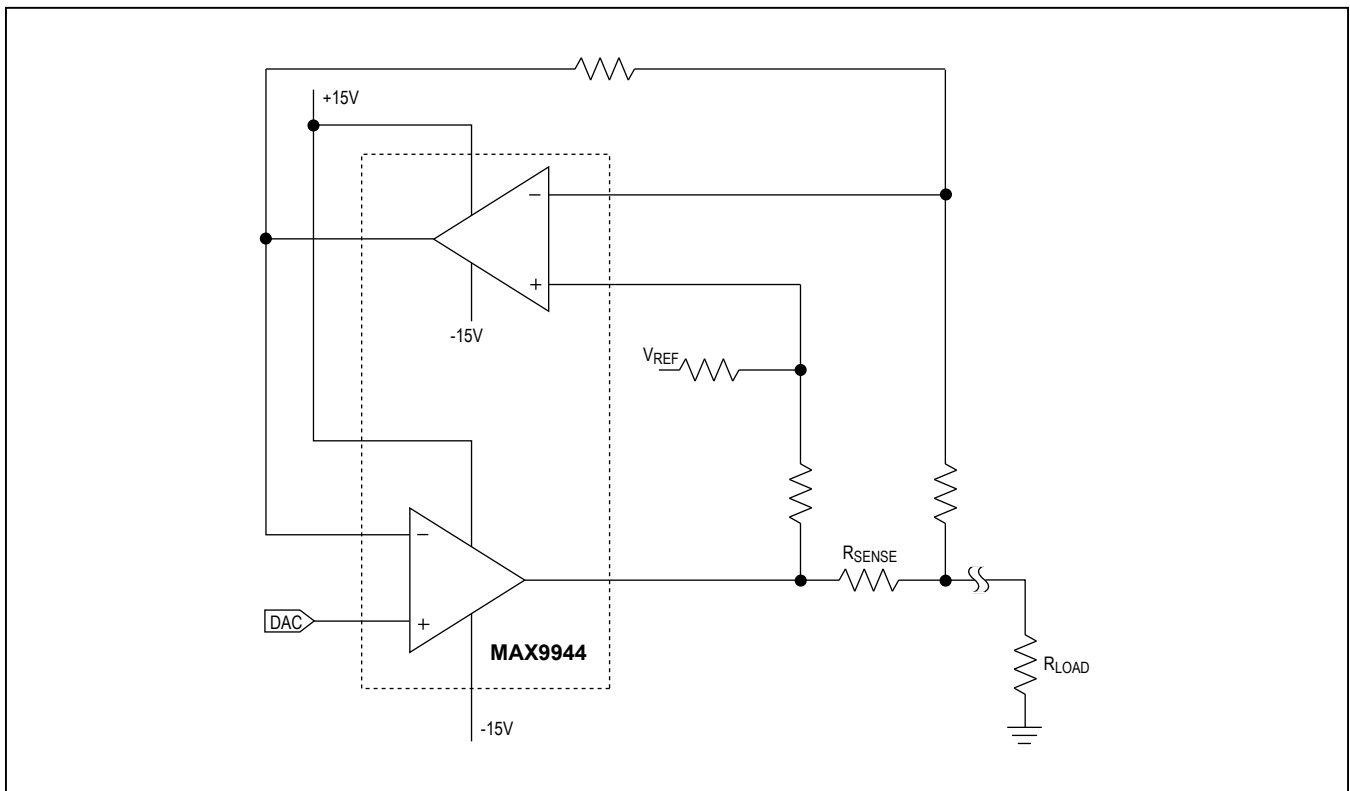 +15V
−
+
-15V
VREF
−
RSENSE
DAC
+
MAX9944
RLOAD
-15V